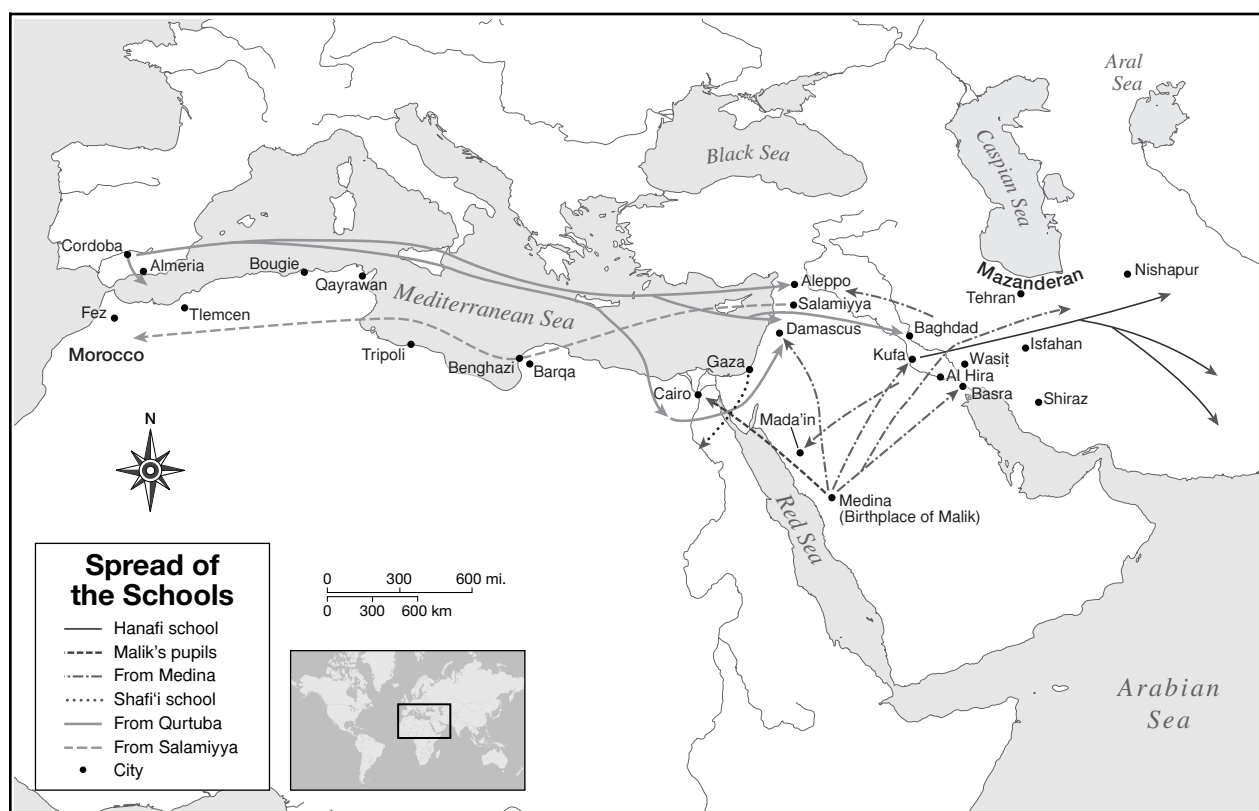 Aral
Sea
Black Sea
Caspian Sea
Cordoba
Almeria
Bougie
Qayrawan
Mediterranean Sea
Aleppo
Salamiyya
Mazanderan
Nishapur
Tehran
Fez
Tlemcen
Morocco
Tripoli
Benghazi
Barqa
Damascus
Baghdad
Gaza
Kufa
Wasiṭ
Isfahan
Al Hira
Basra
Shiraz
Cairo
Mada'in
Red Sea
Medina
(Birthplace of Malik)
N
Arabian
Sea
Spread of
the Schools
Hanafi school
Malik's pupils
From Medina
Shafi‘i school
From Qurtuba
From Salamiyya
City
0 300 600 mi.
0 300 600 km